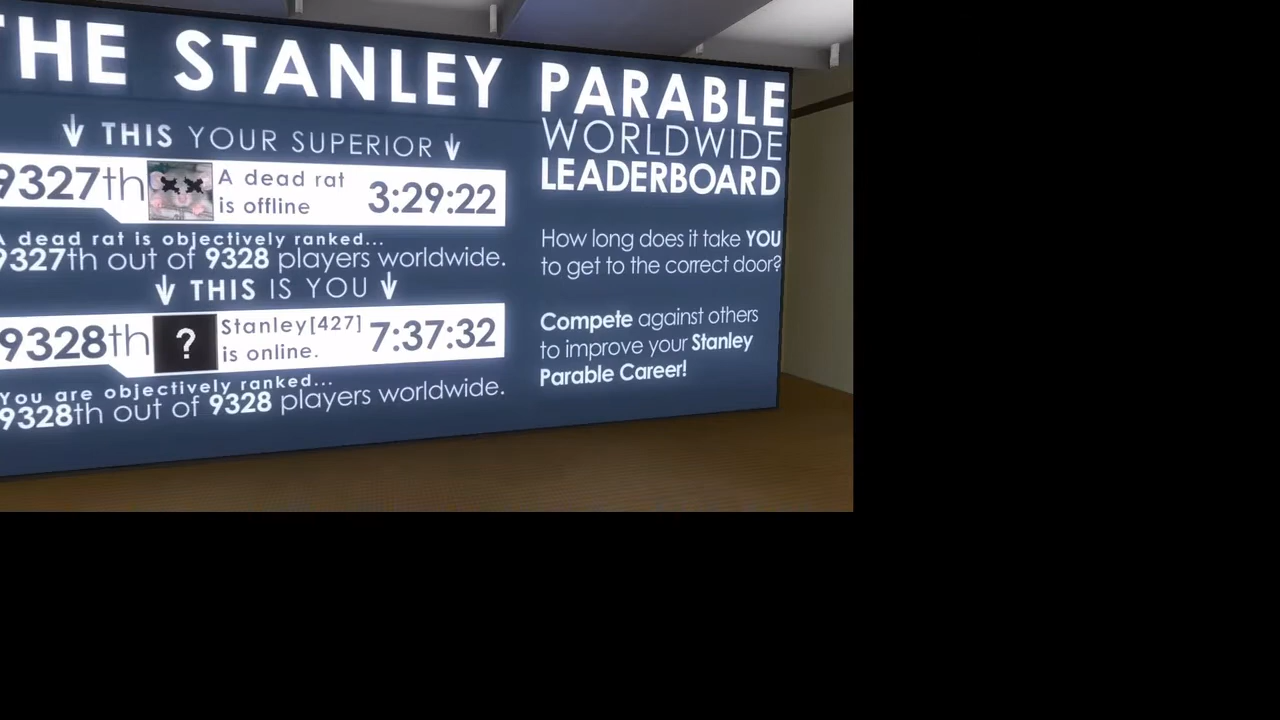 THE STANLEY PARABLE
WORLDWIDE
LEADERBOARD
THIS YOUR SUPERIOR
9327th
A dead rat
is offline
3:29:22
A dead rat is objectively ranked...
9327th out of 9328 players worldwide.
THIS IS YOU
9328th
?
Stanley[427]
is online.
7:37:32
You are objectively ranked...
9328th out of 9328 players worldwide.
How long does it take YOU
to get to the correct door?
Compete against others
to improve your Stanley
Parable Career!